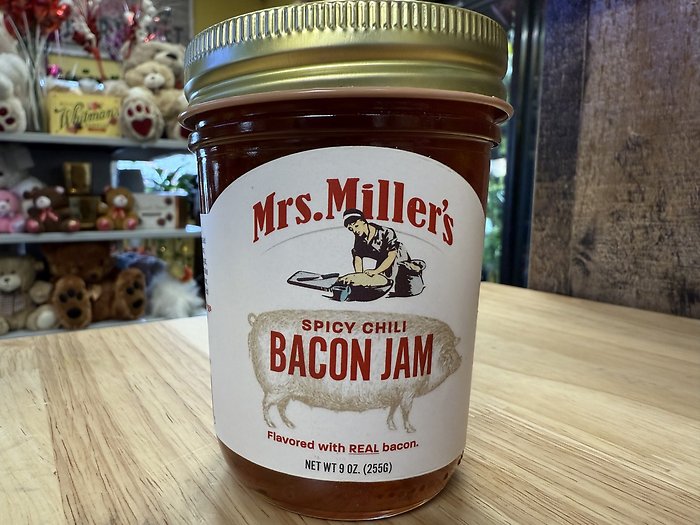 Whitman's
Mrs. Miller's
SPICY CHILI
BACON JAM
Flavored with REAL bacon.
NET WT 9 OZ. (255G)